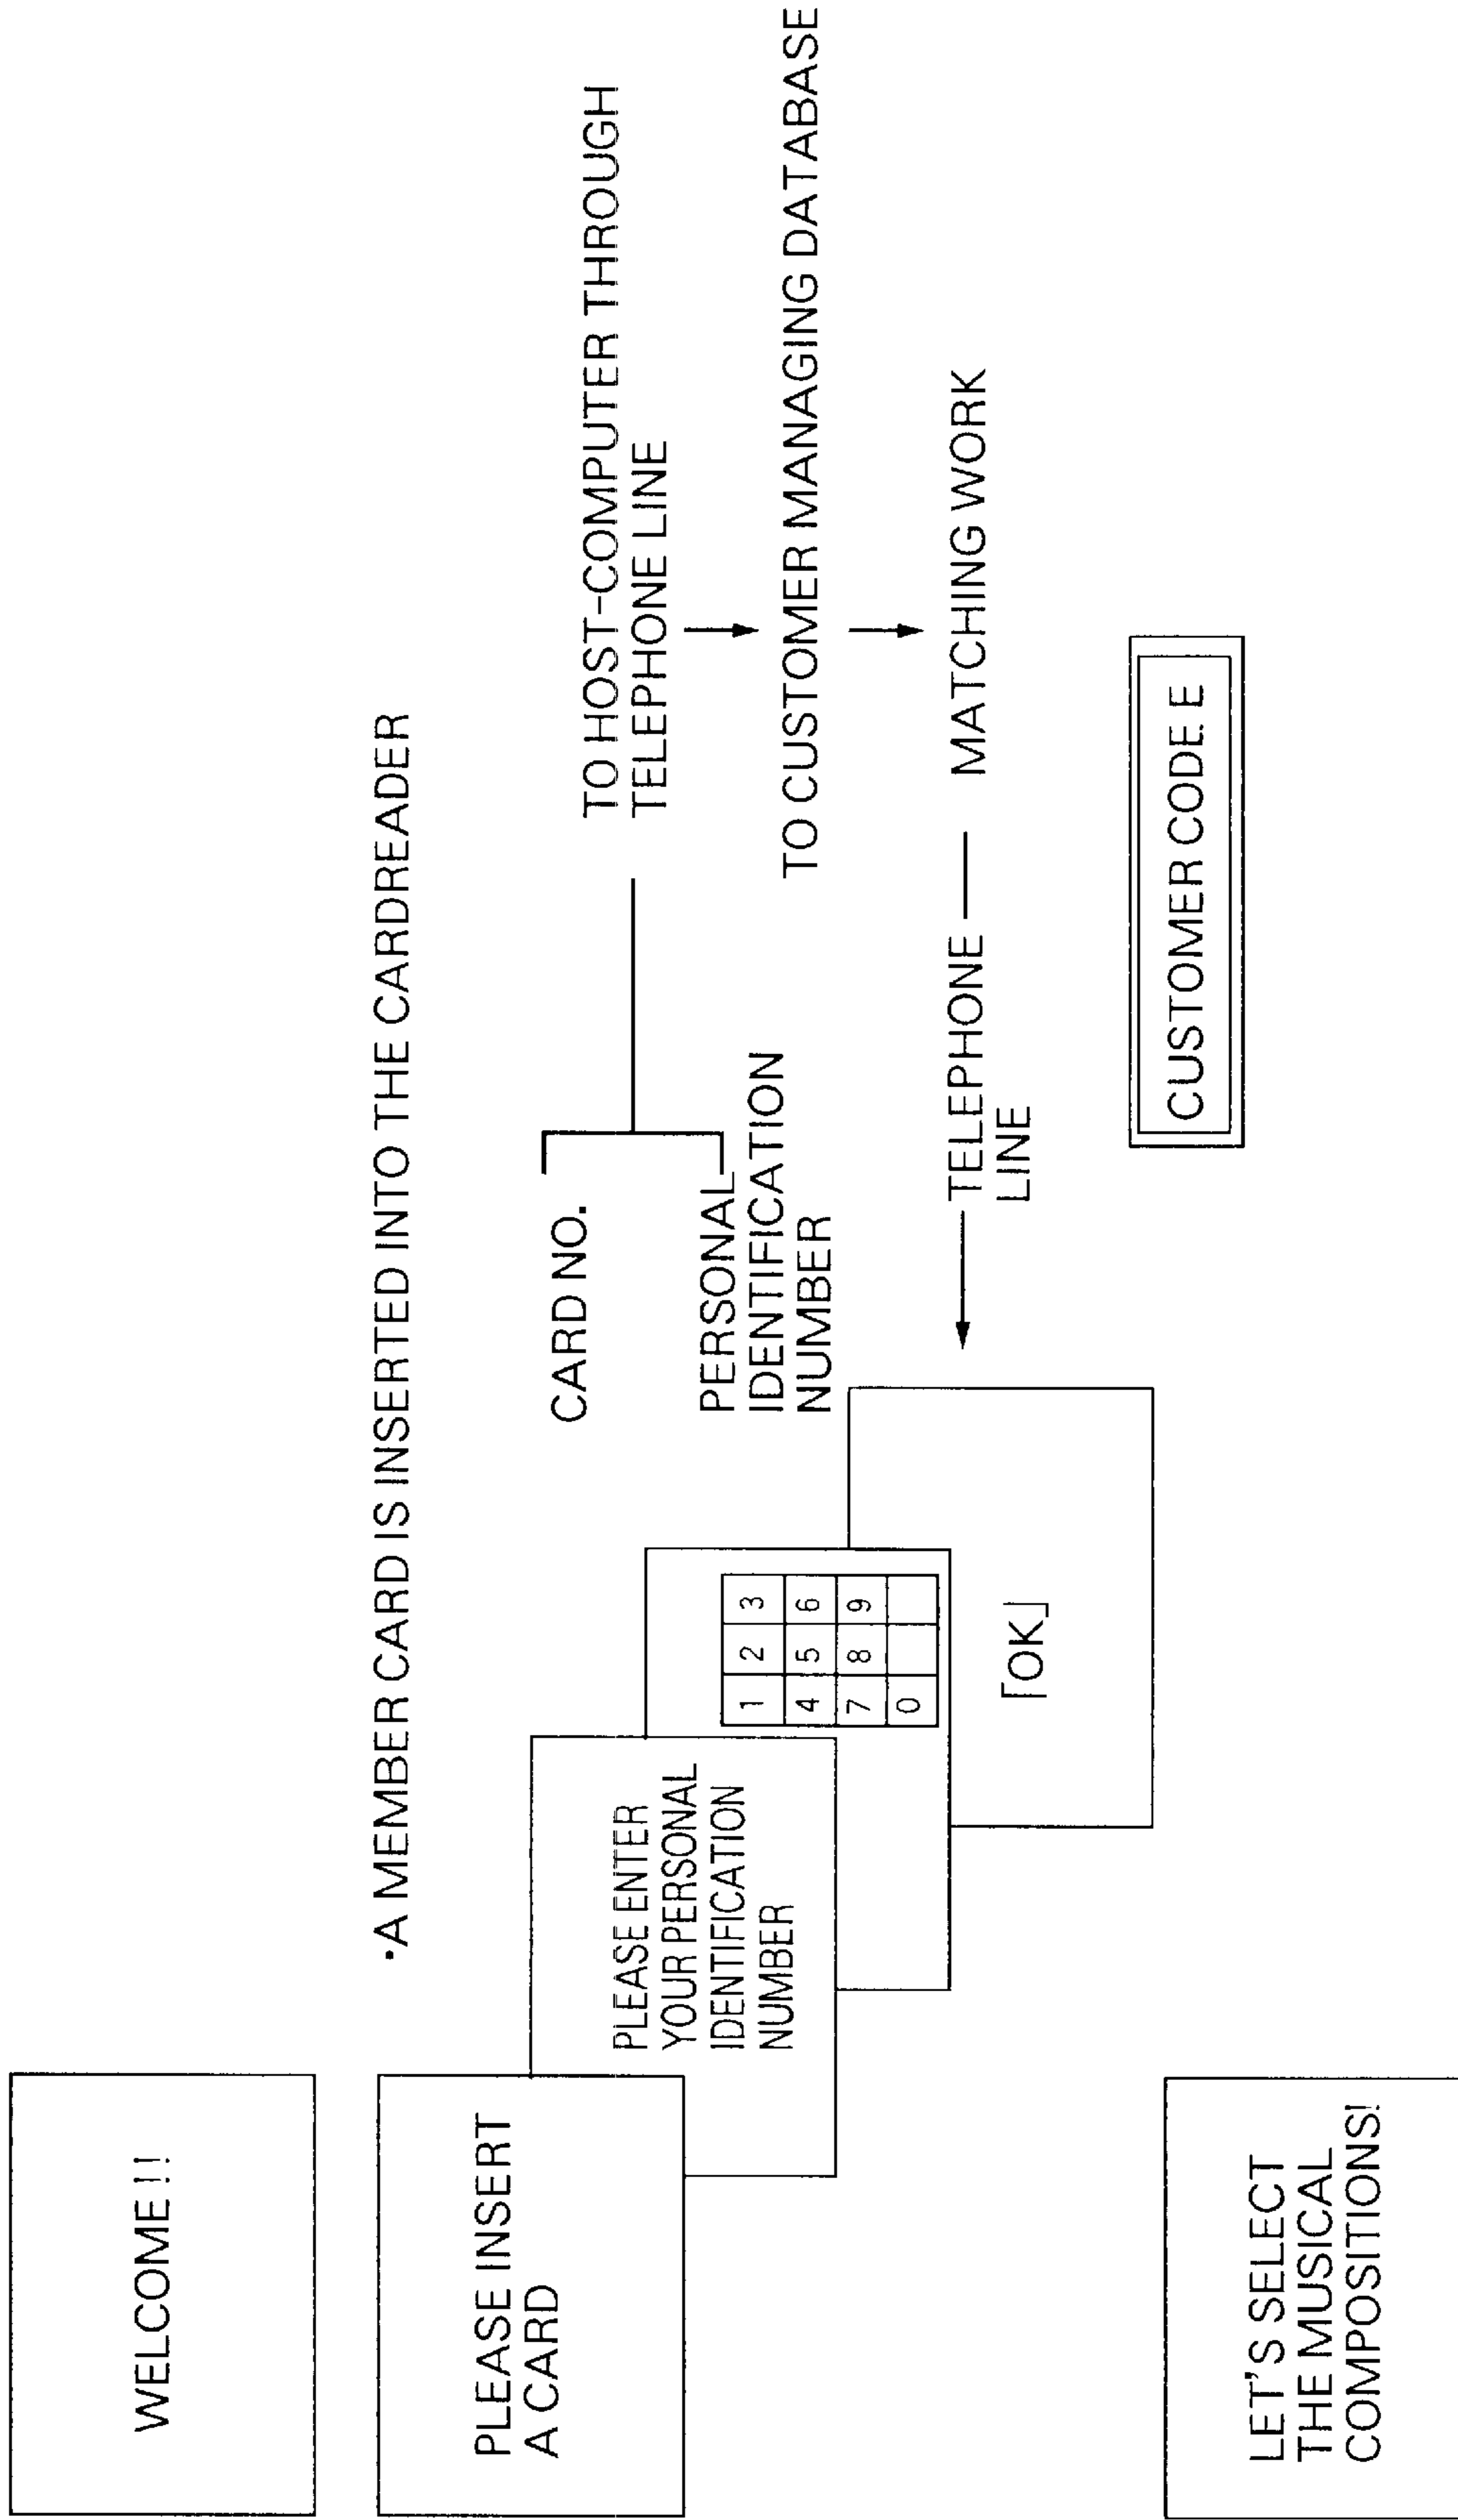 WELCOME!!
PLEASE INSERT
A CARD
•A MEMBER CARD IS INSERTED INTO THE CARDREADER
PLEASE ENTER
YOUR PERSONAL
IDENTIFICATION
NUMBER
1 2 3
4 5 6
7 8 9
0
「OK」
CARD NO.
PERSONAL
IDENTIFICATION
NUMBER
TO HOST-COMPUTER THROUGH
TELEPHONE LINE
TO CUSTOMER MANAGING DATABASE
MATCHING WORK
TELEPHONE
LINE
CUSTOMER CODE E
LET'S SELECT
THE MUSICAL
COMPOSITIONS!